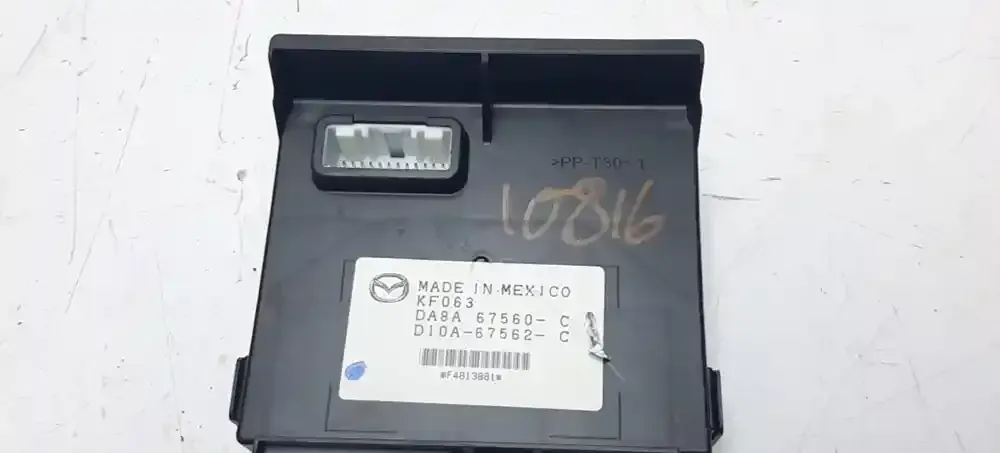 >PP-T30-1
10816
MADE IN MEXICO
KF063
DA8A 67560- C
D10A-67562- C
*F4813881*